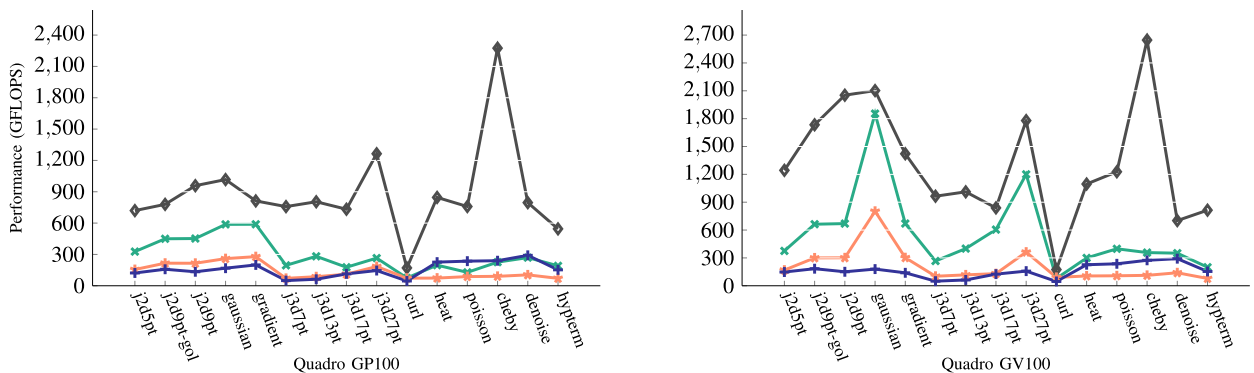 Performance (GFLOPS)
2,400
2,100
1,800
1,500
1,200
900
600
300
0
j2d5pt
j2d9pt-gol
j2d9pt
gaussian
gradient
j3d7pt
j3d13pt
j3d17pt
j3d27pt
curl
heat
poisson
cheby
denoise
hypterm
Quadro GP100
2,700
2,400
2,100
1,800
1,500
1,200
900
600
300
0
j2d5pt
j2d9pt-gol
j2d9pt
gaussian
gradient
j3d7pt
j3d13pt
j3d17pt
j3d27pt
curl
heat
poisson
cheby
denoise
hypterm
Quadro GV100